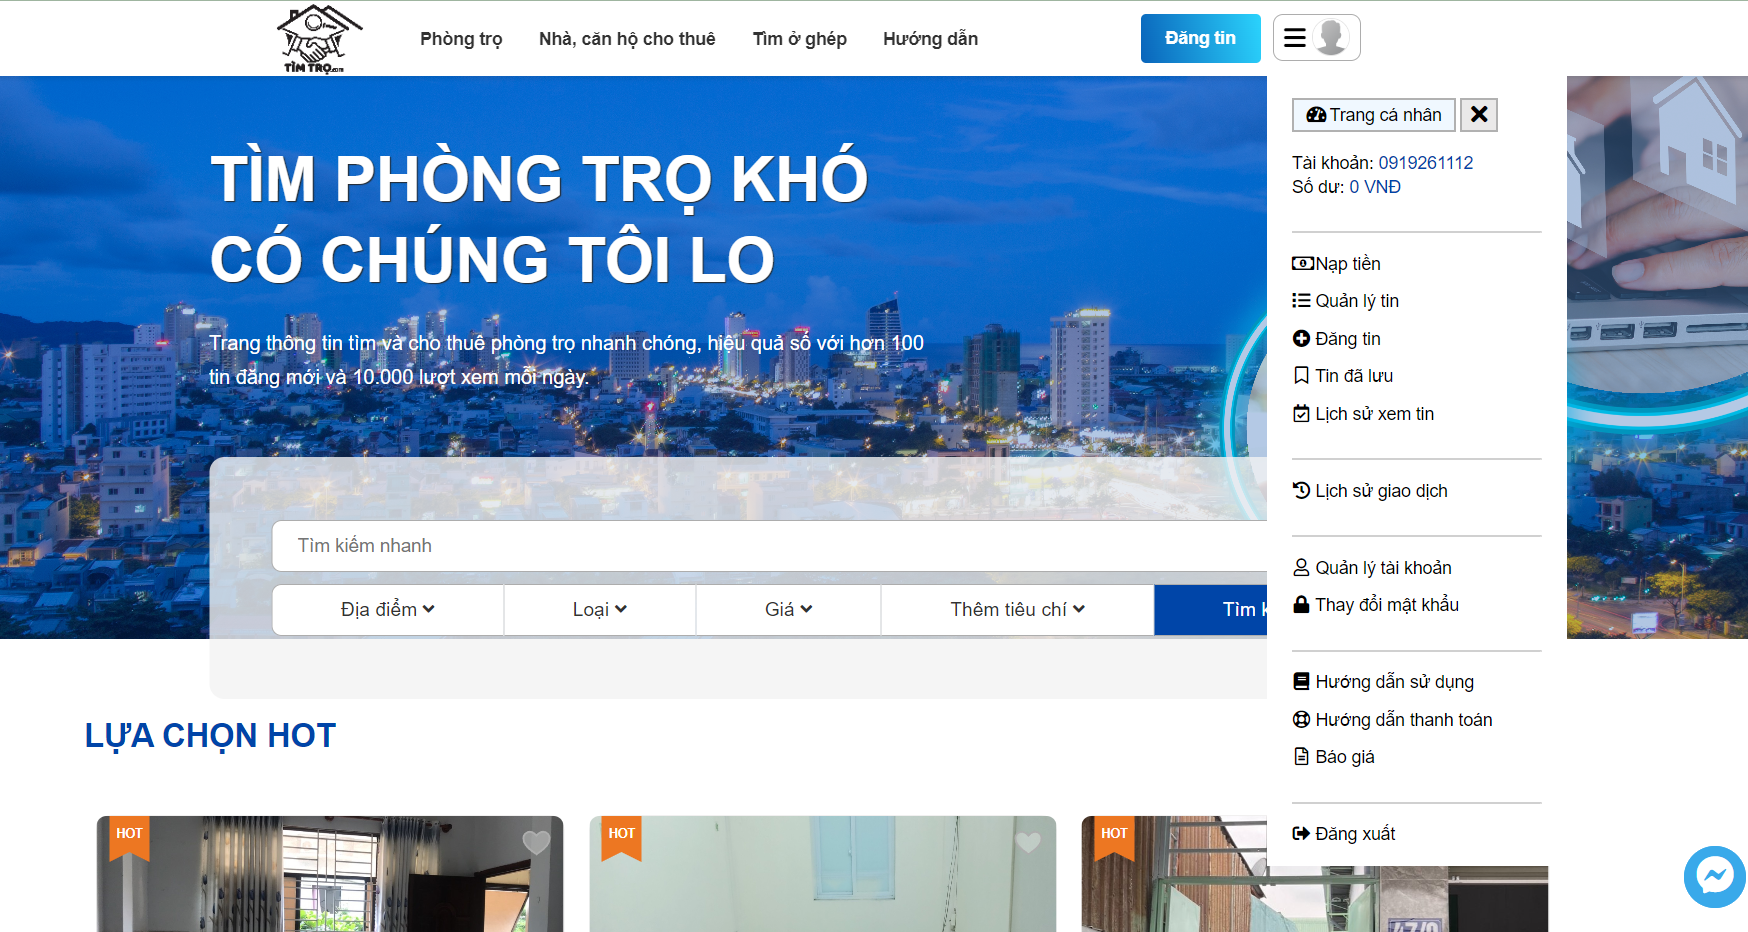 TÌM TRỌ.com
Phòng trọ
Nhà, căn hộ cho thuê
Tìm ở ghép
Hướng dẫn
Đăng tin
Trang cá nhân
Tài khoản: 0919261112
Số dư: 0 VNĐ
Nạp tiền
Quản lý tin
Đăng tin
Tin đã lưu
Lịch sử xem tin
Lịch sử giao dịch
Quản lý tài khoản
Thay đổi mật khẩu
Hướng dẫn sử dụng
Hướng dẫn thanh toán
Báo giá
Đăng xuất
TÌM PHÒNG TRỌ KHÓ
CÓ CHÚNG TÔI LO
Trang thông tin tìm và cho thuê phòng trọ nhanh chóng, hiệu quả số với hơn 100
tin đăng mới và 10.000 lượt xem mỗi ngày.
Tìm kiếm nhanh
Địa điểm
Loại
Giá
Thêm tiêu chí
Tìm k
LỰA CHỌN HOT
HOT
HOT
HOT